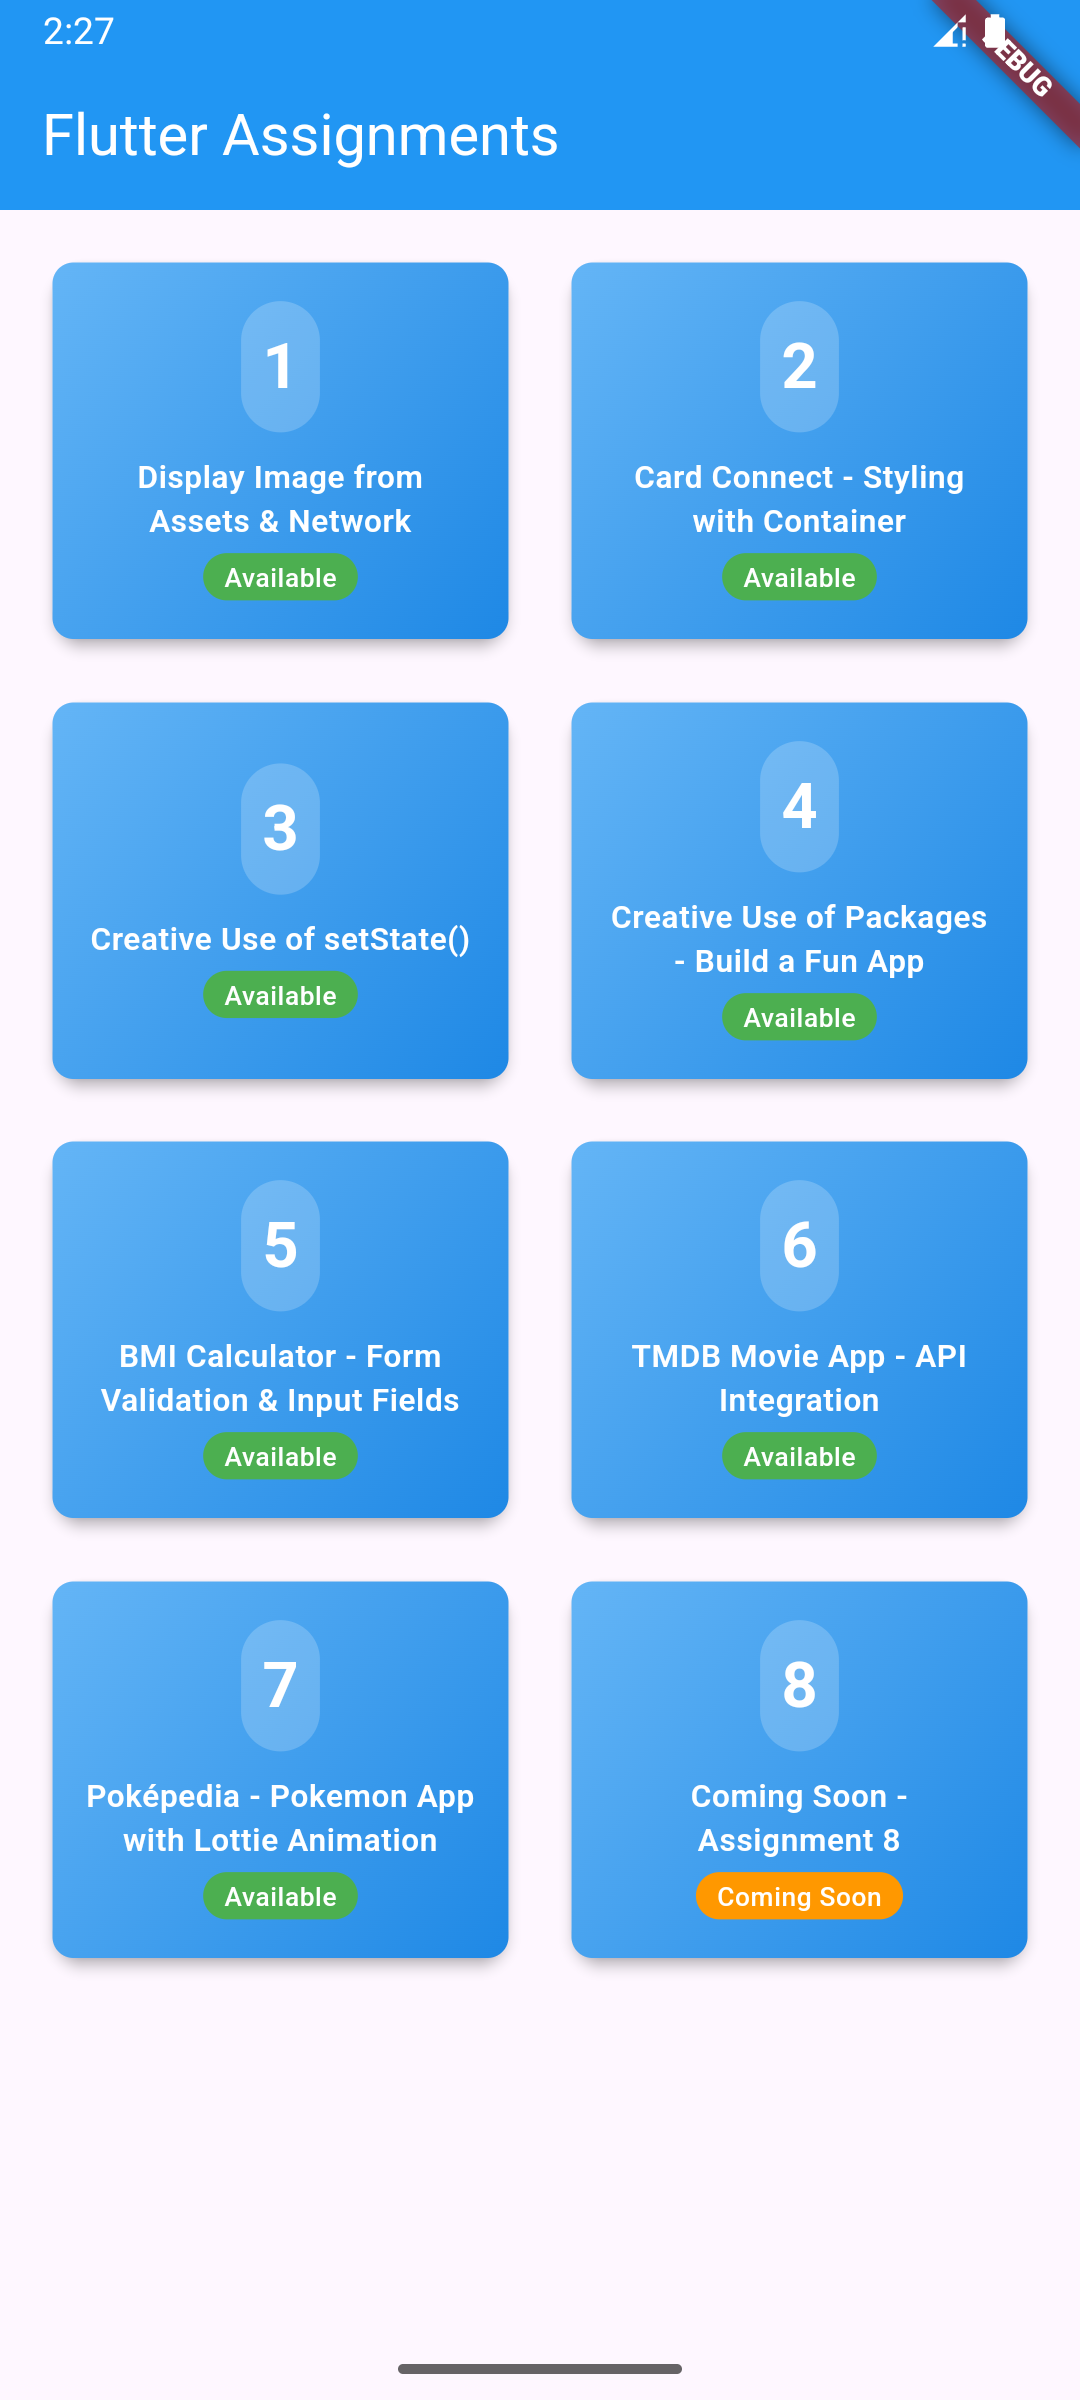 2:27
DEBUG
Flutter Assignments
1
Display Image from
Assets & Network
Available
2
Card Connect - Styling
with Container
Available
3
Creative Use of setState()
Available
4
Creative Use of Packages
- Build a Fun App
Available
5
BMI Calculator - Form
Validation & Input Fields
Available
6
TMDB Movie App - API
Integration
Available
7
Poképedia - Pokemon App
with Lottie Animation
Available
8
Coming Soon -
Assignment 8
Coming Soon